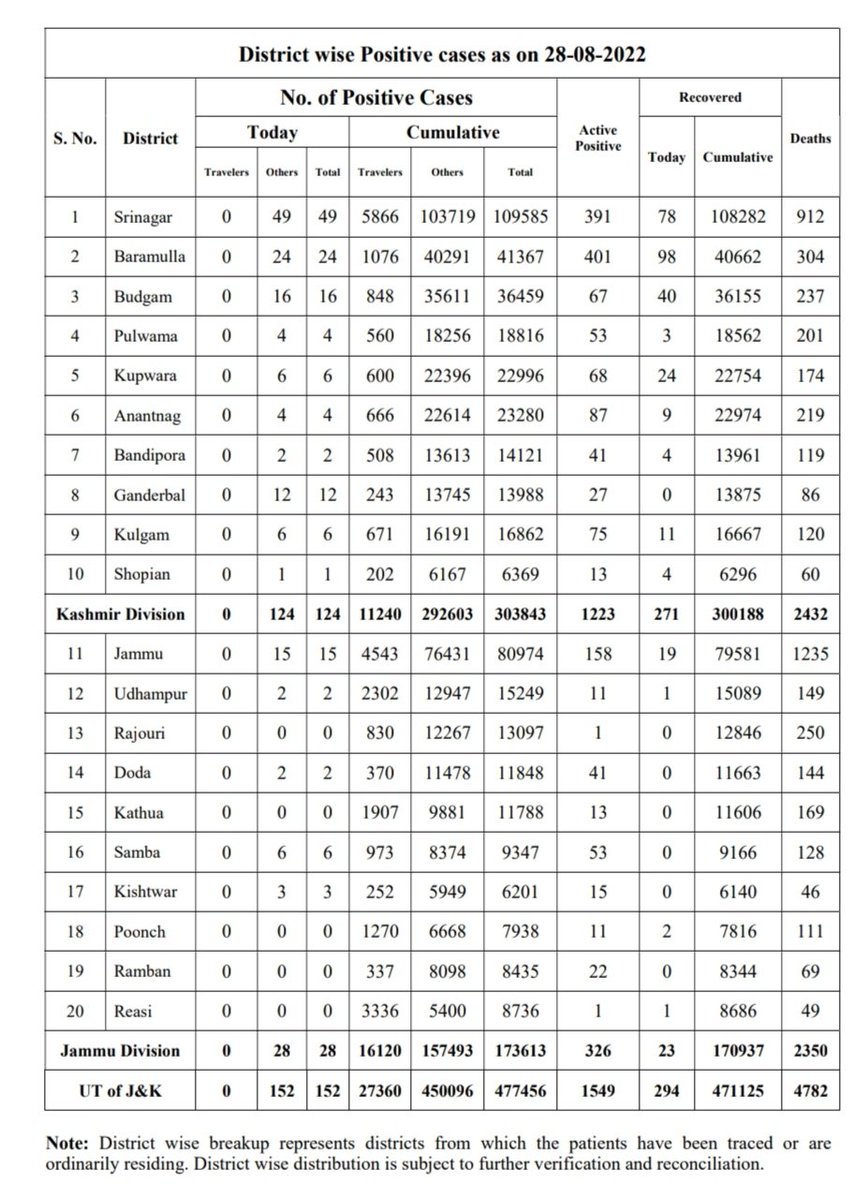 District wise Positive cases as on 28-08-2022
S. No. District No. of Positive Cases Active Positive Recovered Deaths
Today Cumulative Today Cumulative
Travelers Others Total Travelers Others Total
1 Srinagar 0 49 49 5866 103719 109585 391 78 108282 912
2 Baramulla 0 24 24 1076 40291 41367 401 98 40662 304
3 Budgam 0 16 16 848 35611 36459 67 40 36155 237
4 Pulwama 0 4 4 560 18256 18816 53 3 18562 201
5 Kupwara 0 6 6 600 22396 22996 68 24 22754 174
6 Anantnag 0 4 4 666 22614 23280 87 9 22974 219
7 Bandipora 0 2 2 508 13613 14121 41 4 13961 119
8 Ganderbal 0 12 12 243 13745 13988 27 0 13875 86
9 Kulgam 0 6 6 671 16191 16862 75 11 16667 120
10 Shopian 0 1 1 202 6167 6369 13 4 6296 60
Kashmir Division 0 124 124 11240 292603 303843 1223 271 300188 2432
11 Jammu 0 15 15 4543 76431 80974 158 19 79581 1235
12 Udhampur 0 2 2 2302 12947 15249 11 1 15089 149
13 Rajouri 0 0 0 830 12267 13097 1 0 12846 250
14 Doda 0 2 2 370 11478 11848 41 0 11663 144
15 Kathua 0 0 0 1907 9881 11788 13 0 11606 169
16 Samba 0 6 6 973 8374 9347 53 0 9166 128
17 Kishtwar 0 3 3 252 5949 6201 15 0 6140 46
18 Poonch 0 0 0 1270 6668 7938 11 2 7816 111
19 Ramban 0 0 0 337 8098 8435 22 0 8344 69
20 Reasi 0 0 0 3336 5400 8736 1 1 8686 49
Jammu Division 0 28 28 16120 157493 173613 326 23 170937 2350
UT of J&K 0 152 152 27360 450096 477456 1549 294 471125 4782
Note: District wise breakup represents districts from which the patients have been traced or are
ordinarily residing. District wise distribution is subject to further verification and reconciliation.